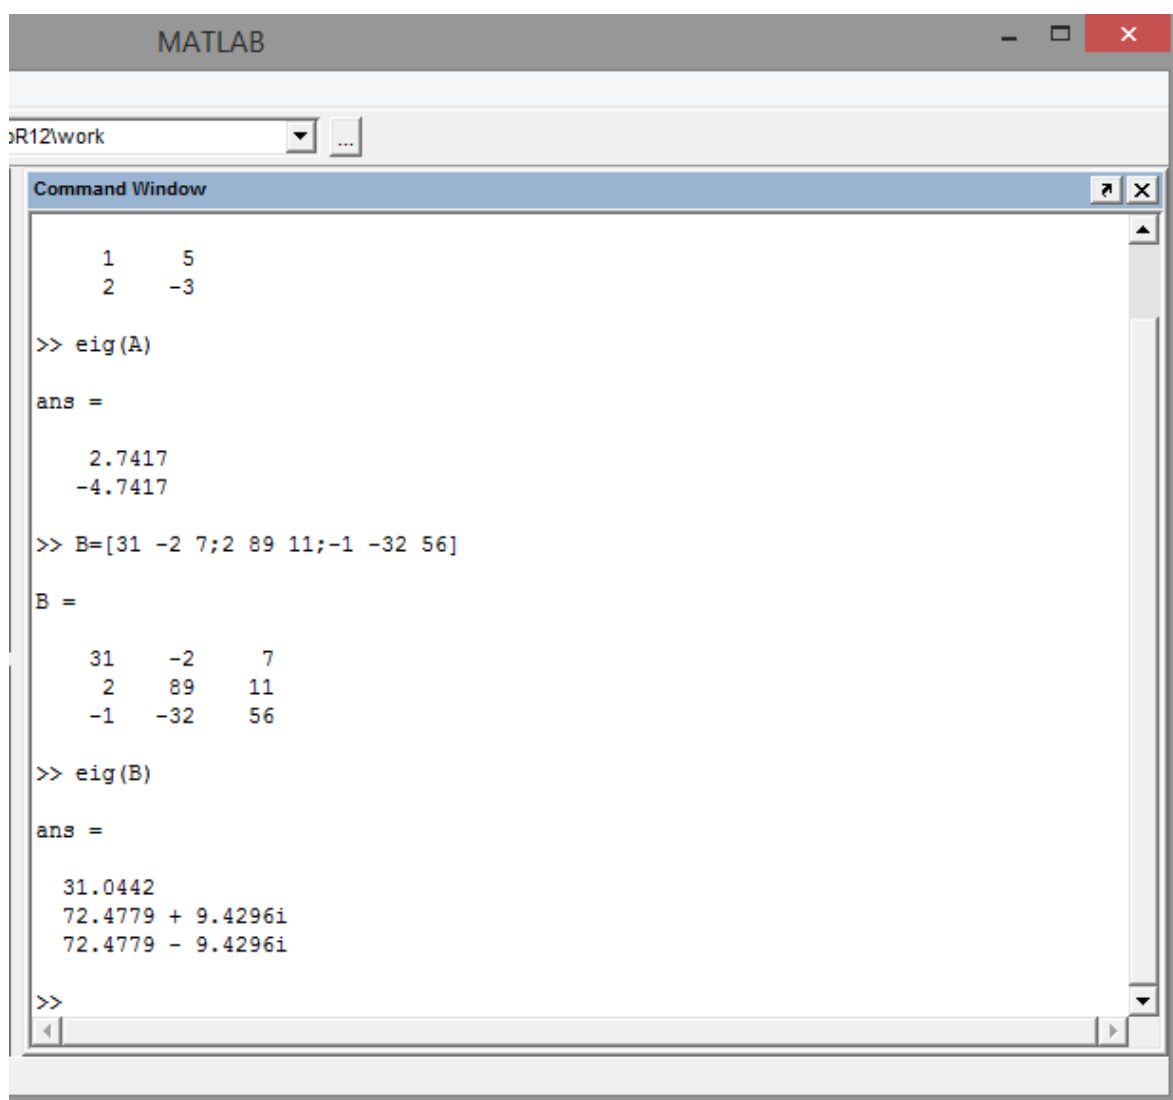 MATLAB
R12\work
...
Command Window
1 5
2 -3
>> eig(A)
ans =
2.7417
-4.7417
>> B=[31 -2 7;2 89 11;-1 -32 56]
B =
31 -2 7
2 89 11
-1 -32 56
>> eig(B)
ans =
31.0442
72.4779 + 9.4296i
72.4779 - 9.4296i
>>